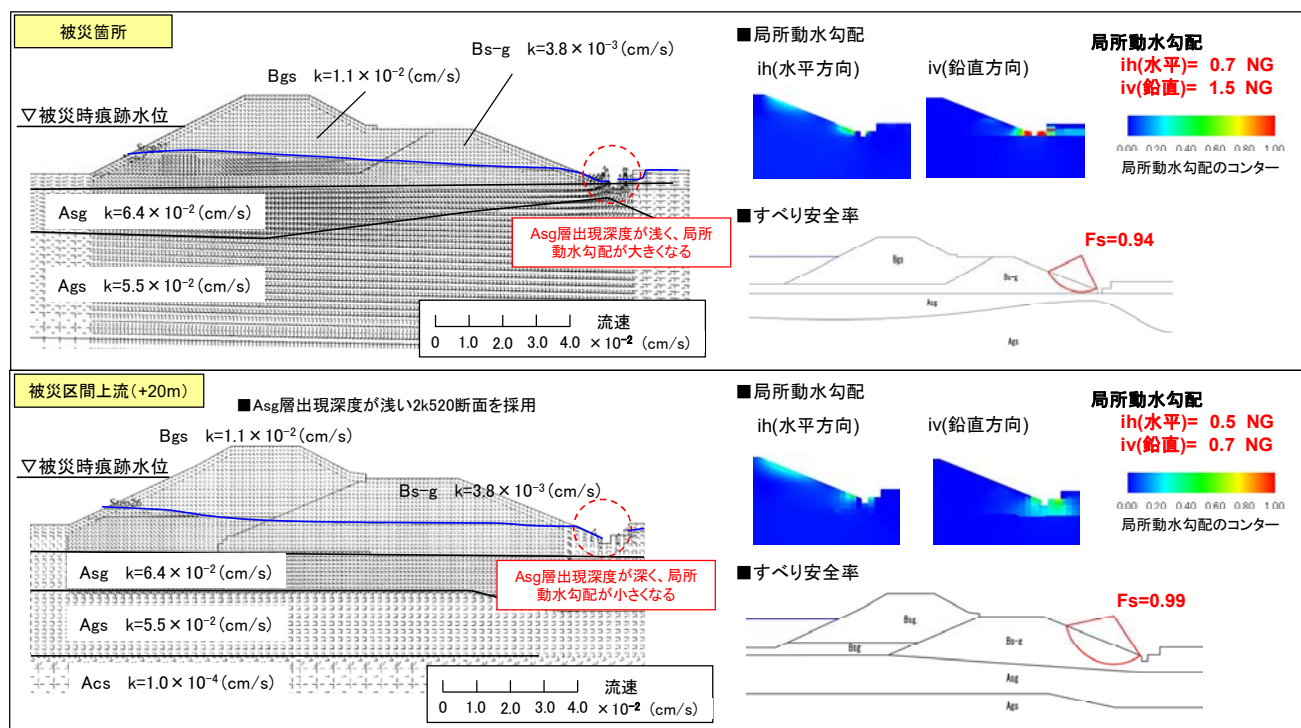 被災箇所
Bs-g k=3.8×10⁻³(cm/s)
Bgs k=1.1×10⁻²(cm/s)
▽被災時痕跡水位
Asg k=6.4×10⁻²(cm/s)
Ags k=5.5×10⁻²(cm/s)
Asg層出現深度が浅く、局所
動水勾配が大きくなる
流速
0 1.0 2.0 3.0 4.0 ×10⁻² (cm/s)
■局所動水勾配
ih(水平方向) iv(鉛直方向)
局所動水勾配
ih(水平)= 0.7 NG
iv(鉛直)= 1.5 NG
0.00 0.20 0.40 0.60 0.80 1.00
局所動水勾配のコンター
■すべり安全率
Fs=0.94
Bgs
Bs-g
Asg
Ags
被災区間上流(+20m)
■Asg層出現深度が浅い2k520断面を採用
Bgs k=1.1×10⁻²(cm/s)
▽被災時痕跡水位
Bs-g k=3.8×10⁻³(cm/s)
Asg k=6.4×10⁻²(cm/s)
Ags k=5.5×10⁻²(cm/s)
Acs k=1.0×10⁻⁴(cm/s)
Asg層出現深度が深く、局所
動水勾配が小さくなる
流速
0 1.0 2.0 3.0 4.0 ×10⁻² (cm/s)
■局所動水勾配
ih(水平方向) iv(鉛直方向)
局所動水勾配
ih(水平)= 0.5 NG
iv(鉛直)= 0.7 NG
0.00 0.20 0.40 0.60 0.80 1.00
局所動水勾配のコンター
■すべり安全率
Fs=0.99
Bsg
Bsg
Bs-g
Asg
Ags